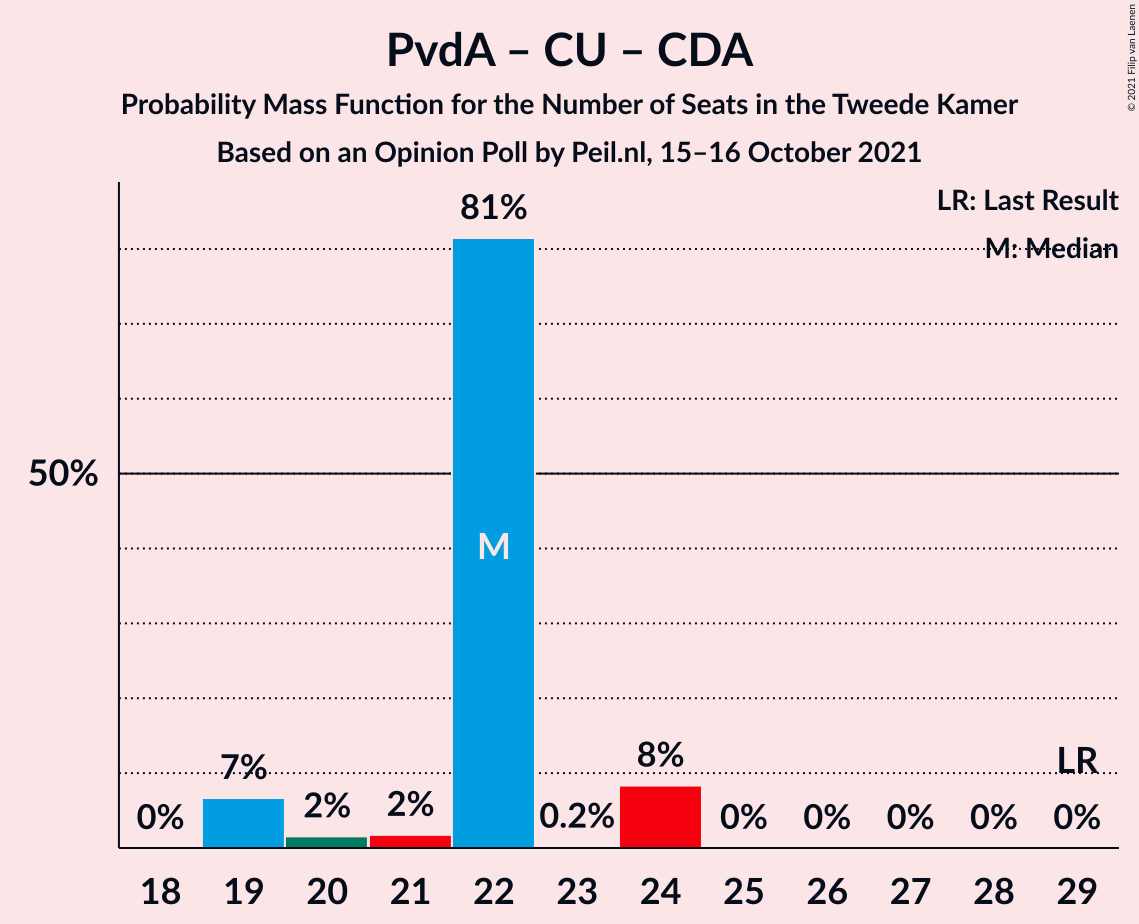 PvdA – CU – CDA
Probability Mass Function for the Number of Seats in the Tweede Kamer
Based on an Opinion Poll by Peil.nl, 15–16 October 2021
© 2021 Filip van Laenen
LR: Last Result
M: Median
81%
50%
M
7%
8%
LR
0%
2%
2%
0.2%
0%
0%
0%
0%
0%
18 19 20 21 22 23 24 25 26 27 28 29